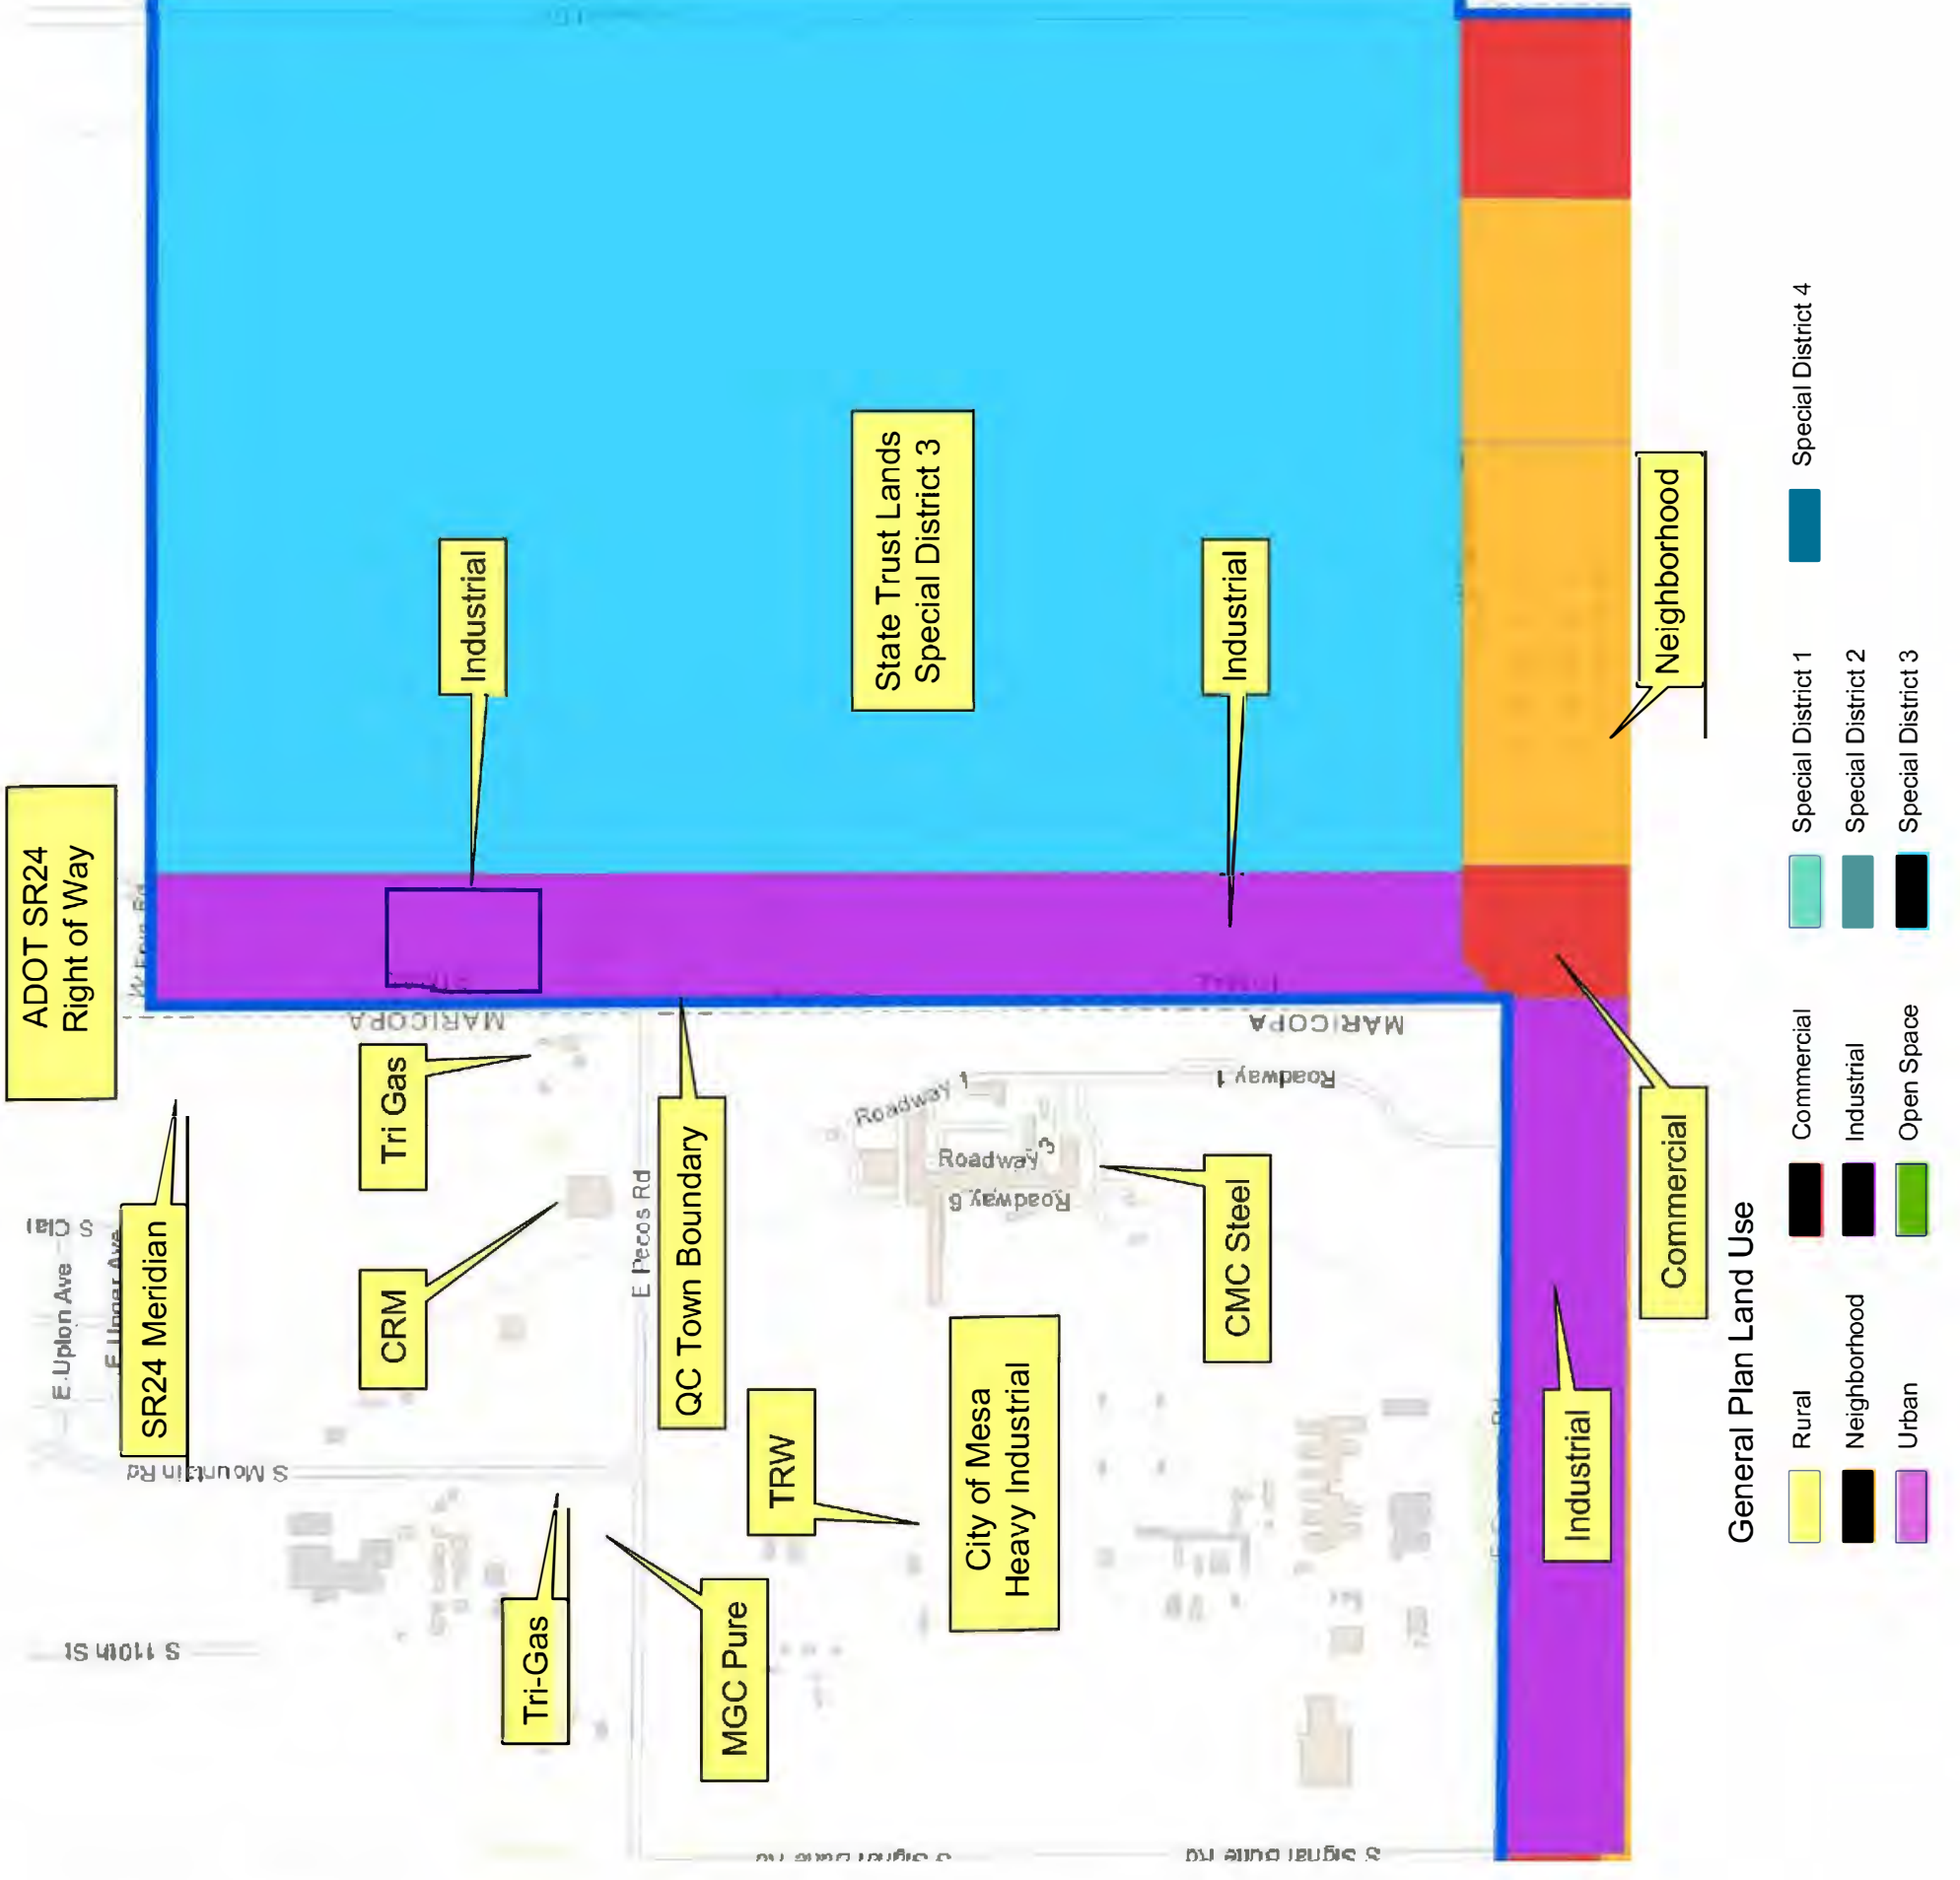 ADOT SR24
Right of Way
SR24 Meridian
S 110th St
S Mountain Rd
E Upton Ave
MARICOPA
Tri Gas
CRM
Industrial
Tri-Gas
MGC Pure
E Pecos Rd
QC Town Boundary
TRW
City of Mesa
Heavy Industrial
State Trust Lands
Special District 3
Roadway 1
Roadway 3
Roadway 6
CMC Steel
MARICOPA
Roadway 1
Industrial
Industrial
Commercial
Neighborhood
General Plan Land Use
Rural
Neighborhood
Urban
Commercial
Industrial
Open Space
Special District 1
Special District 2
Special District 3
Special District 4